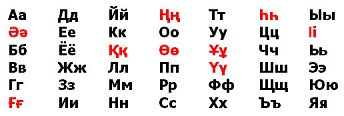 Аа Дд Йй Ңң Тт Һһ Ыы
Әә Ее Кк Оо Уу Цц Іі
Бб Ёё Ққ Өө Ұұ Чч Ьь
Вв Жж Лл Пп Үү Шш Ээ
Гг Зз Мм Рр Фф Щщ Юю
Ғғ Ии Нн Сс Хх Ъъ Яя